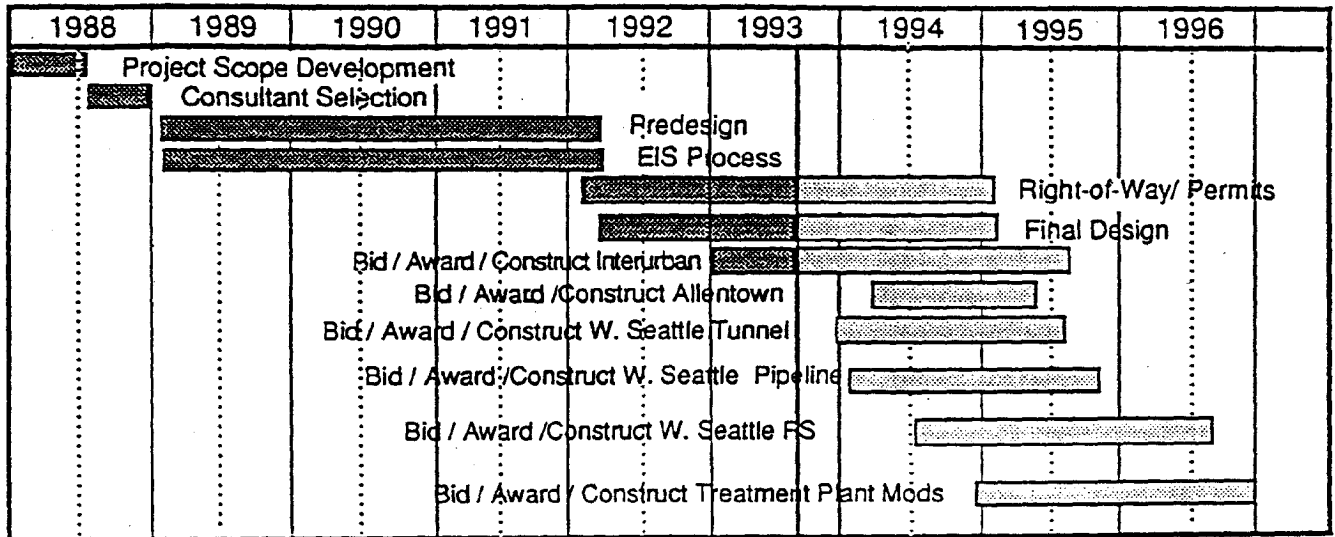 1988 1989 1990 1991 1992 1993 1994 1995 1996
Project Scope Development
Consultant Selection
Predesign
EIS Process
Right-of-Way/ Permits
Final Design
Bid / Award / Construct Interurban
Bid / Award /Construct Allentown
Bid / Award / Construct W. Seattle Tunnel
Bid / Award /Construct W. Seattle Pipeline
Bid / Award /Construct W. Seattle PS
Bid / Award / Construct Treatment Plant Mods